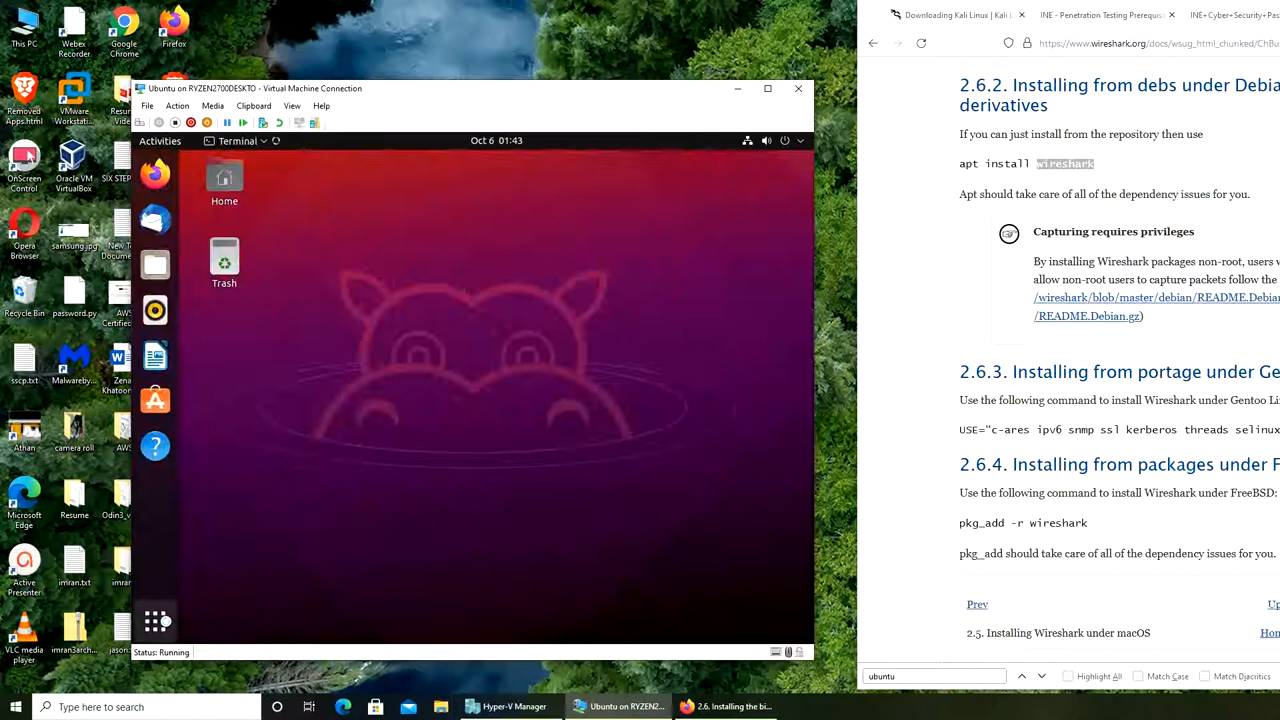 This PC
Webex Recorder
Google Chrome
Firefox
Removed Apps.html
VMware Workstati...
OnScreen Control
Oracle VM VirtualBox
SIX STEP
Opera Browser
samsung.jpg
Recycle Bin
password.py
AWS Certified
sscp.txt
Malwareby...
Zena Khatoon
Athan
camera roll
AWS
Microsoft Edge
Resume
Odin3_v
Active Presenter
imran.txt
imran
VLC media player
imran3arch...
jason.
Ubuntu on RYZEN2700DESKTO - Virtual Machine Connection
File Action Media Clipboard View Help
Activities Terminal Oct 6 01:43
Home
Trash
Status: Running
Downloading Kali Linux | Kali L
INE - Penetration Testing Prerequis
INE+Cyber+Security+Pas
https://www.wireshark.org/docs/wsug_html_chunked/ChBu
2.6.2. Installing from debs under Debia
derivatives
If you can just install from the repository then use
apt install wireshark
Apt should take care of all of the dependency issues for you.
Capturing requires privileges
By installing Wireshark packages non-root, users w
allow non-root users to capture packets follow the
/wireshark/blob/master/debian/README.Debian
/README.Debian.gz)
2.6.3. Installing from portage under Ge
Use the following command to install Wireshark under Gentoo Li
USE="c-ares ipv6 snmp ssl kerberos threads selinux
2.6.4. Installing from packages under F
Use the following command to install Wireshark under FreeBSD:
pkg_add -r wireshark
pkg_add should take care of all of the dependency issues for you.
Prev Up
2.5. Installing Wireshark under macOS Hom
ubuntu Highlight All Match Case Match Diacritics
Type here to search
Hyper-V Manager
Ubuntu on RYZEN2...
2.6. Installing the bi...